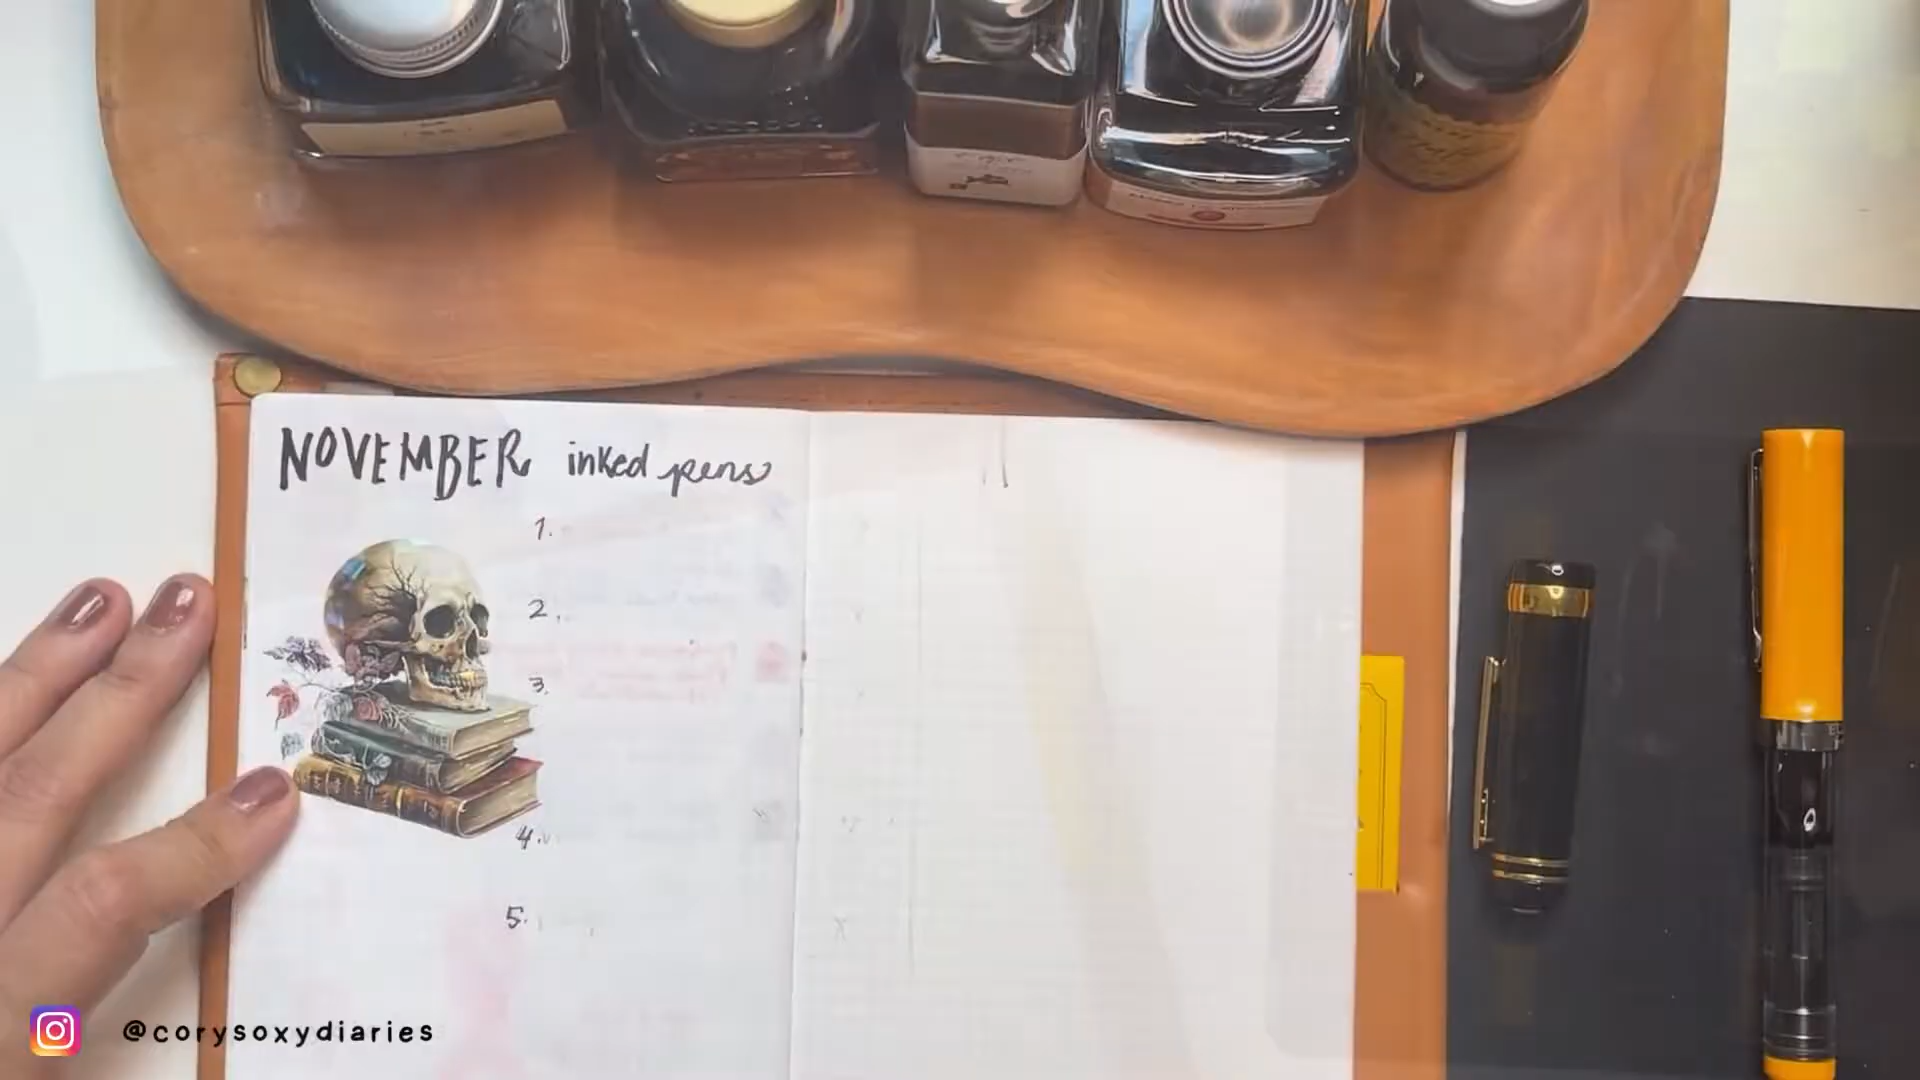 NOVEMBER inked pens
1.
2.
3.
4.
5.
@corysoxydiaries